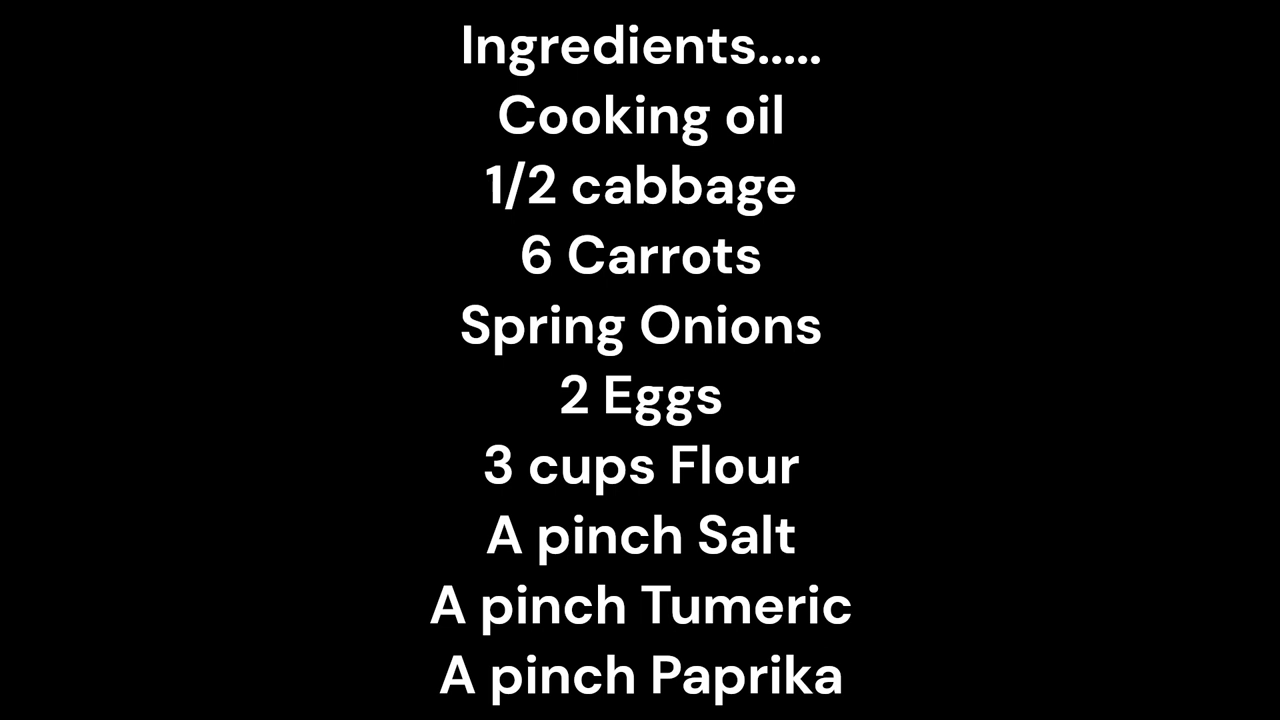 Ingredients.....
Cooking oil
1/2 cabbage
6 Carrots
Spring Onions
2 Eggs
3 cups Flour
A pinch Salt
A pinch Tumeric
A pinch Paprika